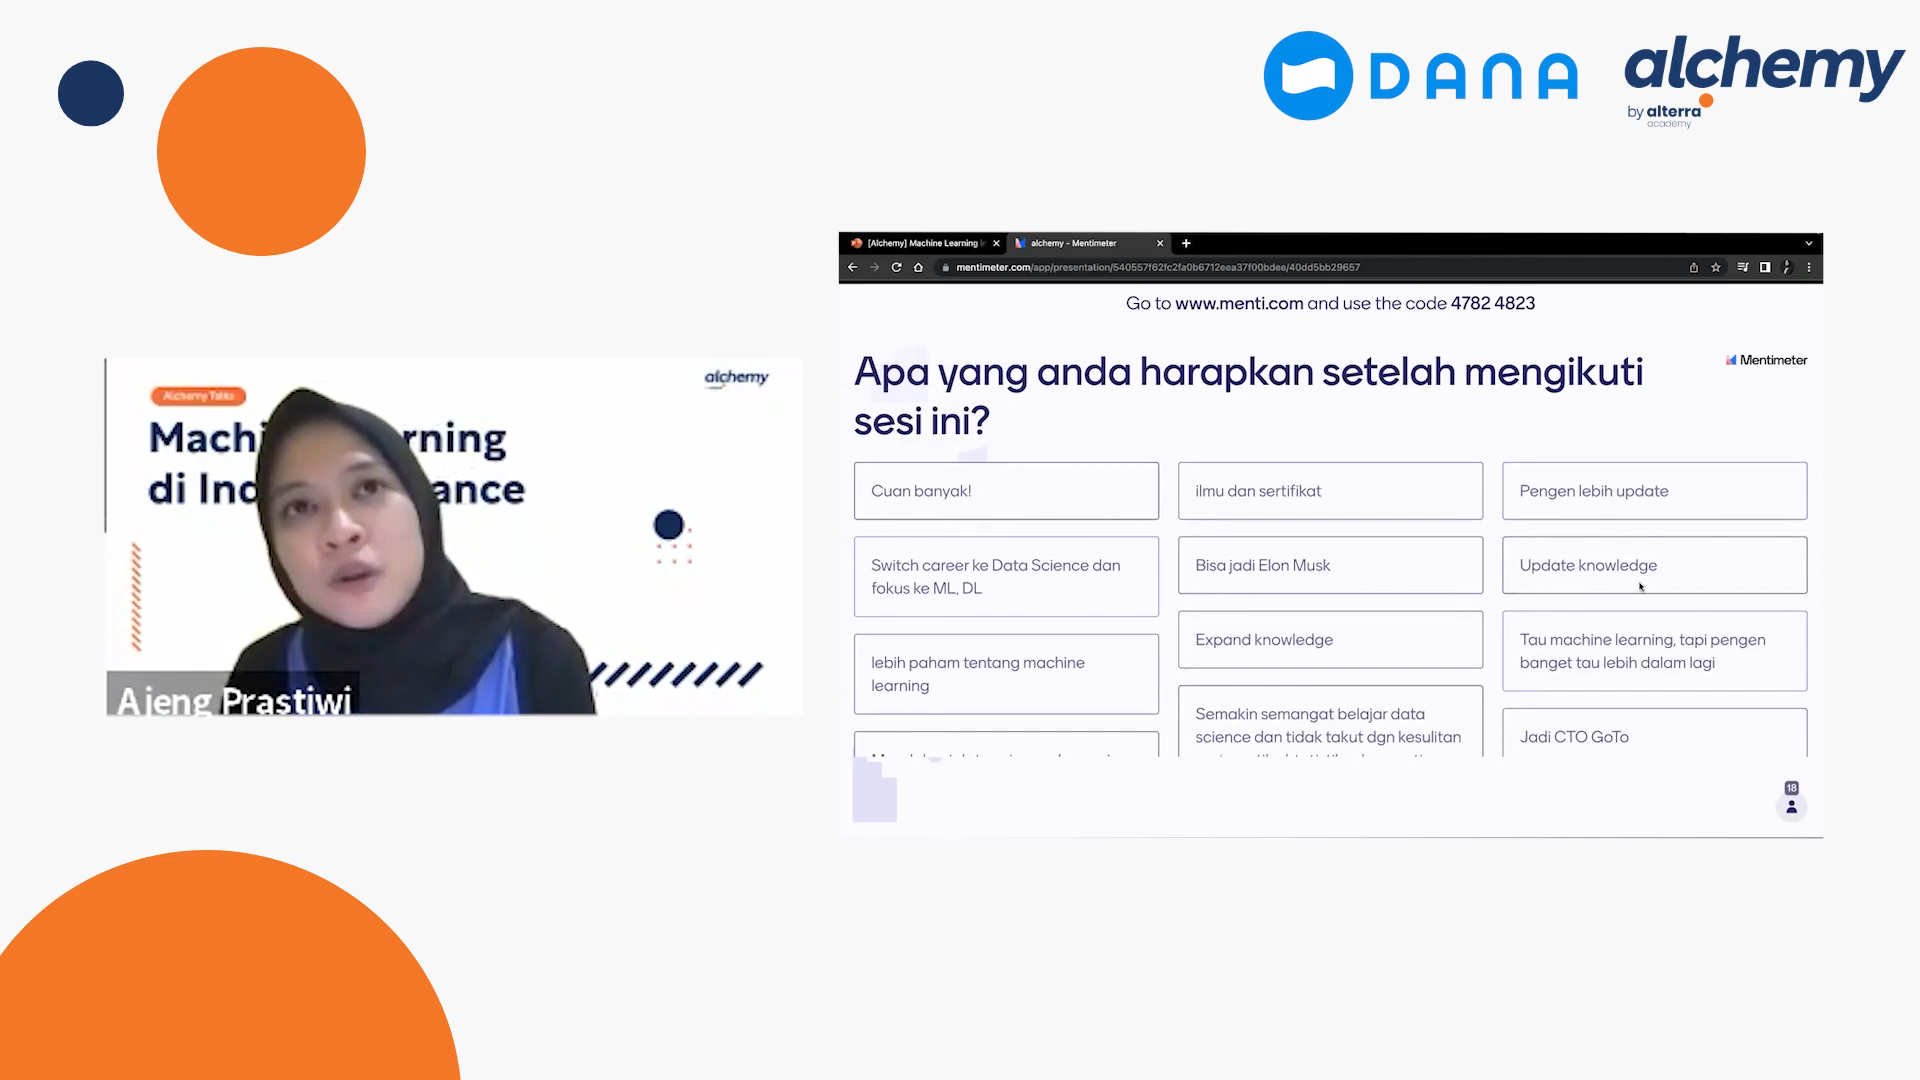 DANA
alchemy
by alterra
academy
alchemy
Alchemy Talks
Machi rning
di Ind ance
Ajeng Prastiwi
[Alchemy] Machine Learning
alchemy - Mentimeter
mentimeter.com/app/presentation/540557f62fc2fa0b6712eea37f00bdee/40dd5bb29657
Go to www.menti.com and use the code 4782 4823
Apa yang anda harapkan setelah mengikuti
sesi ini?
Mentimeter
Cuan banyak!
Switch career ke Data Science dan
fokus ke ML, DL
lebih paham tentang machine
learning
ilmu dan sertifikat
Bisa jadi Elon Musk
Expand knowledge
Semakin semangat belajar data
science dan tidak takut dgn kesulitan
Pengen lebih update
Update knowledge
Tau machine learning, tapi pengen
banget tau lebih dalam lagi
Jadi CTO GoTo
18